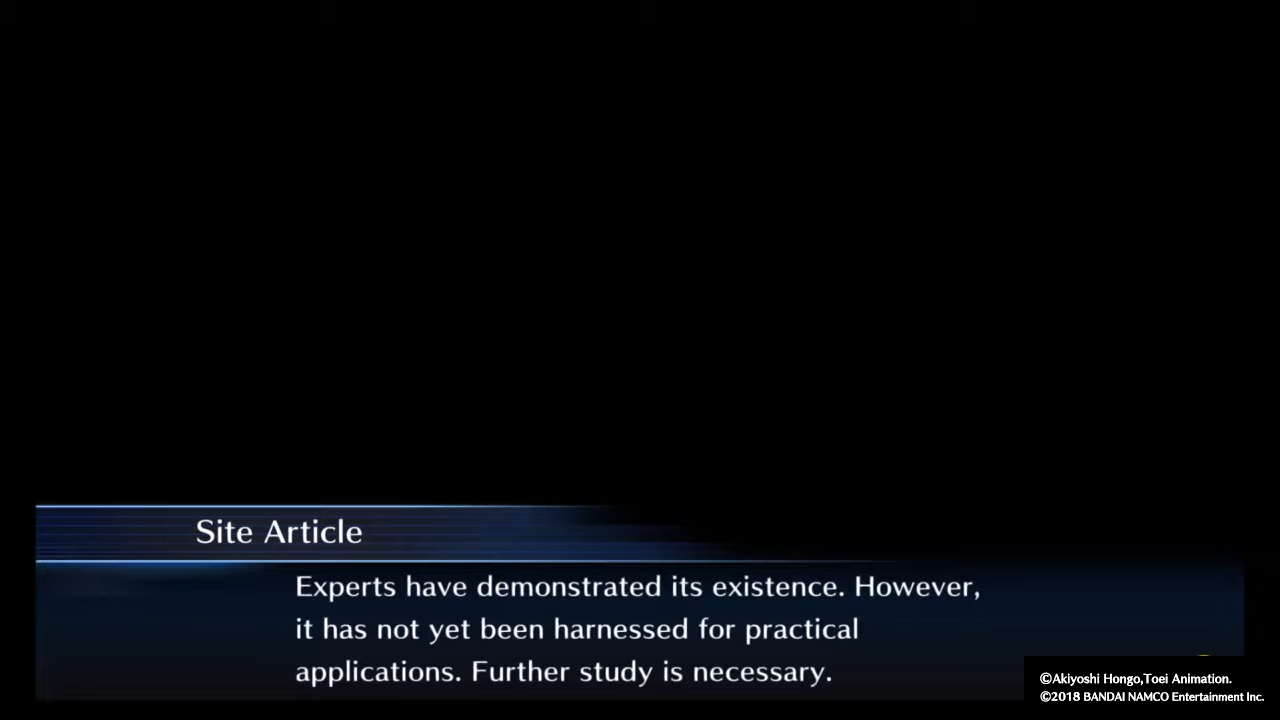 Site Article
Experts have demonstrated its existence. However,
it has not yet been harnessed for practical
applications. Further study is necessary.
©Akiyoshi Hongo,Toei Animation.
©2018 BANDAI NAMCO Entertainment Inc.